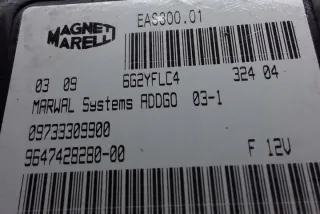 MAGNETI
MARELLI
EAS300.01
03 09 6G2YFLC4 324 04
MARWAL Systems ADDGO 03-1
09733309900
9647428280-00 F 12V